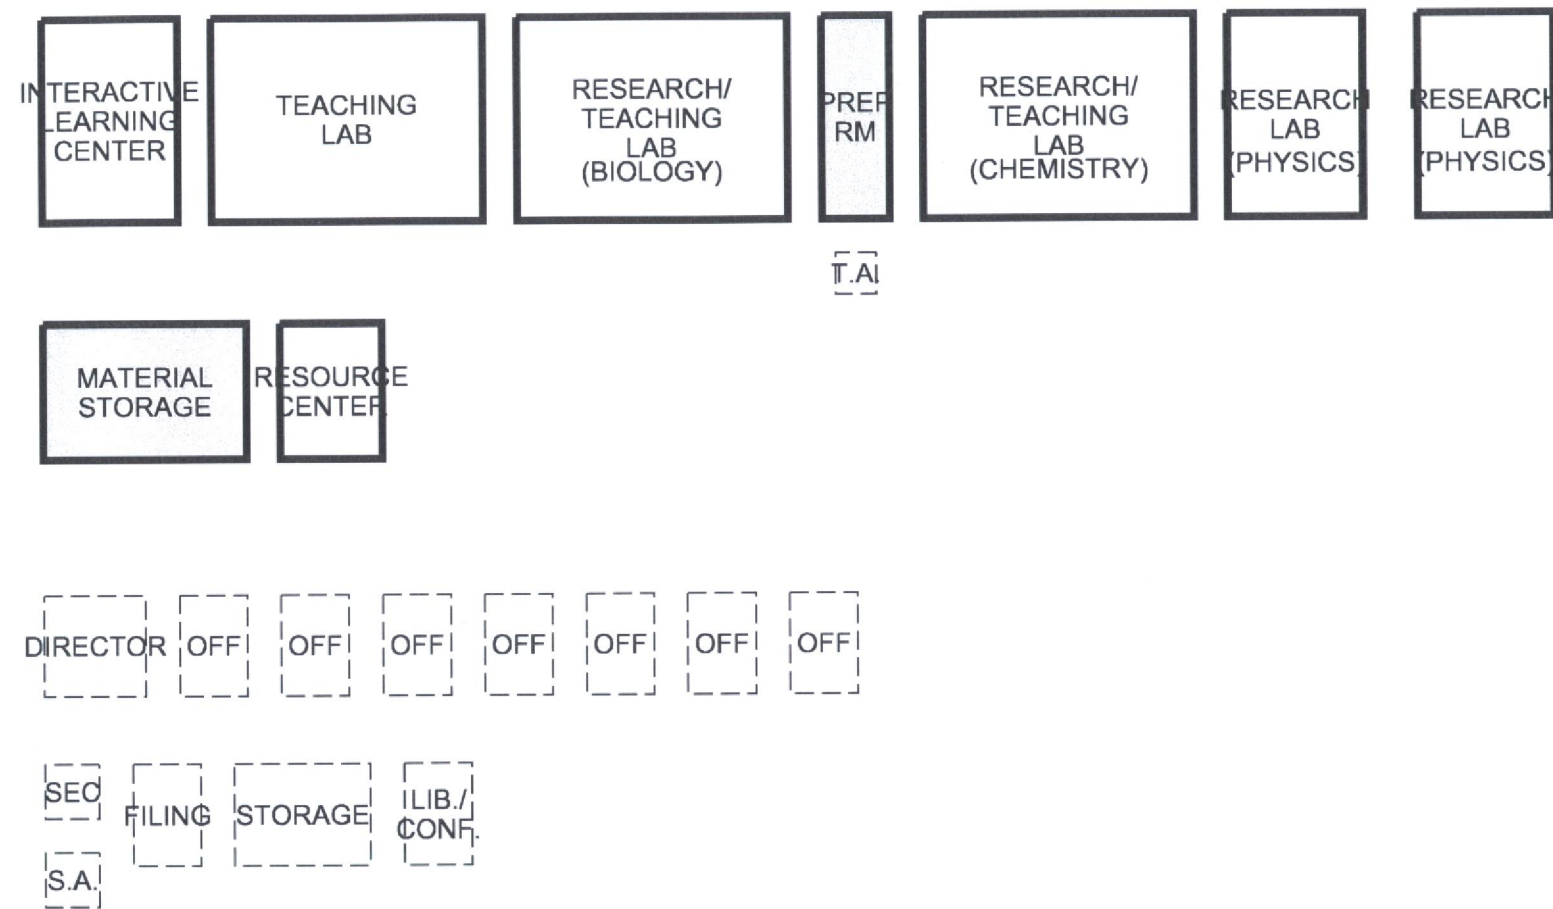 INTERACTIVE
LEARNING
CENTER
TEACHING
LAB
RESEARCH/
TEACHING
LAB
(BIOLOGY)
PREP
RM
RESEARCH/
TEACHING
LAB
(CHEMISTRY)
RESEARCH
LAB
(PHYSICS)
RESEARCH
LAB
(PHYSICS)
T.A.
MATERIAL
STORAGE
RESOURCE
CENTER
DIRECTOR
OFF
OFF
OFF
OFF
OFF
OFF
OFF
SEC
FILING
STORAGE
LIB./
CONF.
S.A.